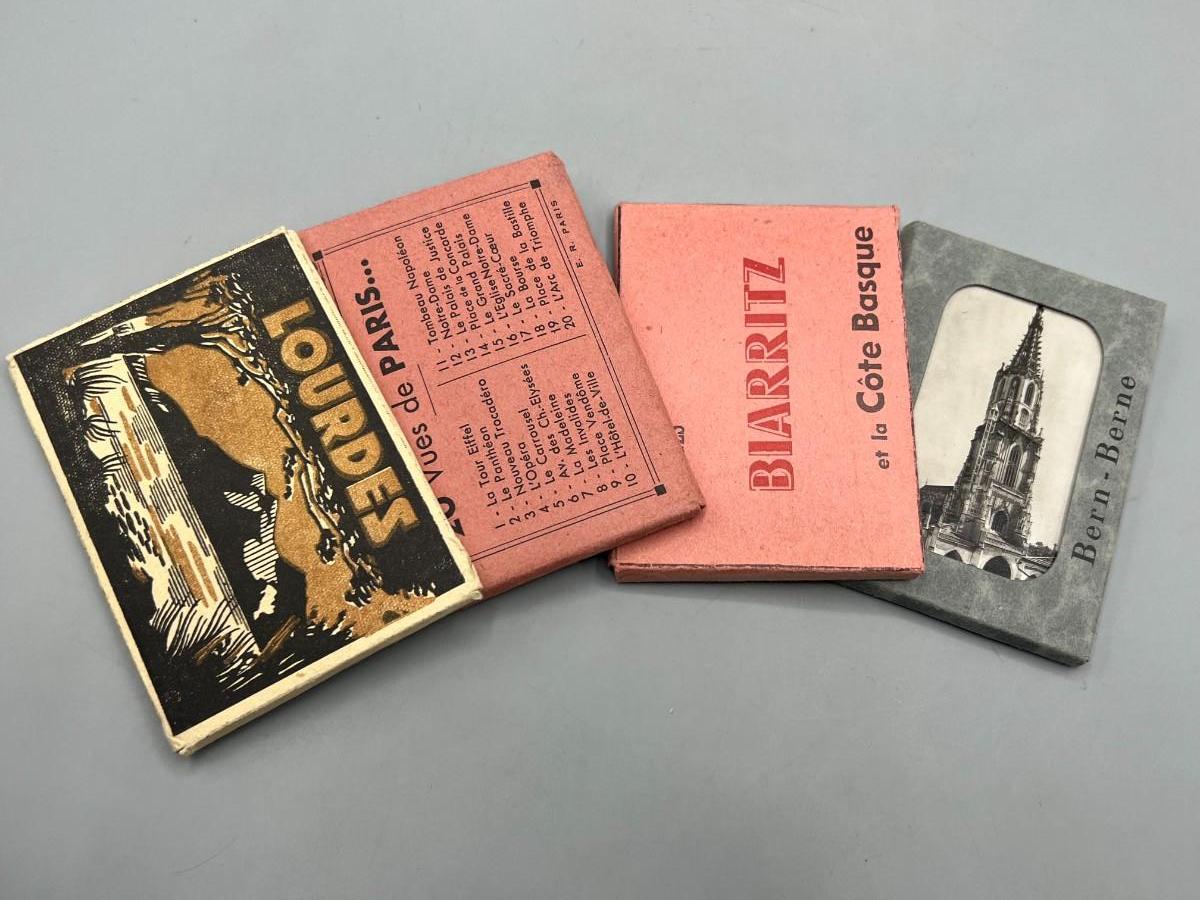 LOURDES
20 vues de PARIS...
1 - La Tour Eiffel
2 - Le Panthéon
3 - Nouveau Trocadéro
4 - L'Opéra
5 - Le Carrousel
6 - Av. des Ch.-Elysées
7 - La Madeleine
8 - Les Invalides
9 - Place Vendôme
10 - L'Hôtel de Ville
11 - Tombeau Napoléon
12 - Notre-Dame
13 - Le Palais de Justice
14 - Place de la Concorde
15 - Le Grand Palais
16 - L'Eglise Notre-Dame
17 - Le Sacré-Cœur
18 - La Bourse
19 - Place de la Bastille
20 - L'Arc de Triomphe
E. R. PARIS
BIARRITZ
et la Côte Basque
Bern - Berne